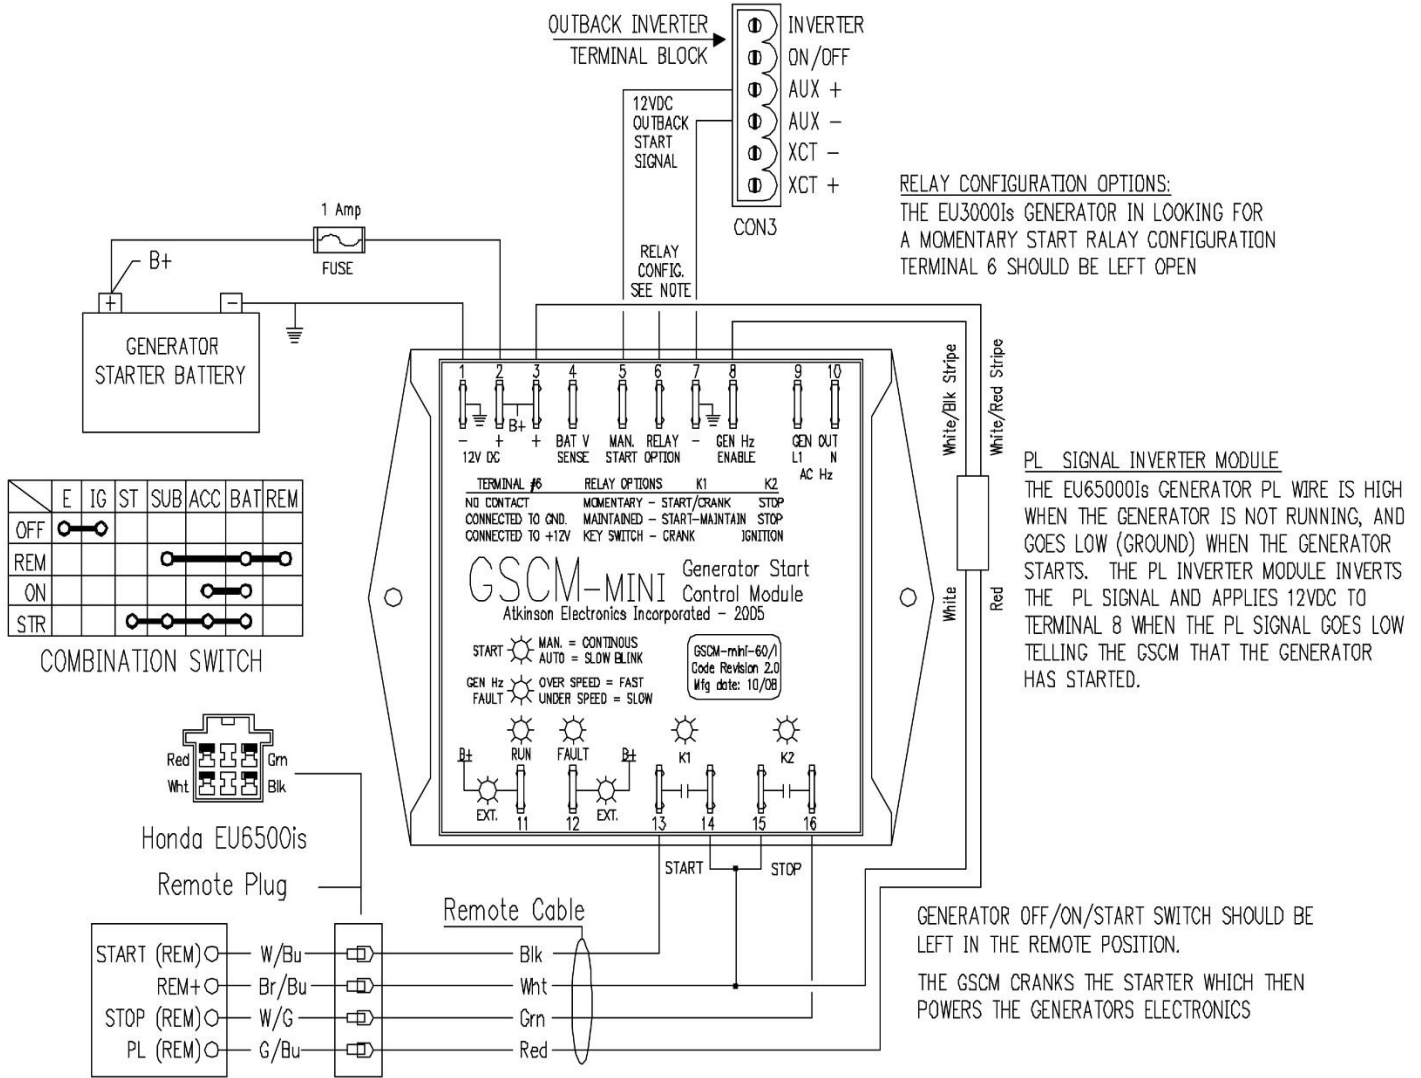 OUTBACK INVERTER
TERMINAL BLOCK
INVERTER
ON/OFF
AUX +
AUX -
XCT -
XCT +
CON3
12VDC
OUTBACK
START
SIGNAL
RELAY CONFIGURATION OPTIONS:
THE EU3000Is GENERATOR IN LOOKING FOR
A MOMENTARY START RALAY CONFIGURATION
TERMINAL 6 SHOULD BE LEFT OPEN
1 Amp
FUSE
B+
+
-
GENERATOR
STARTER BATTERY
RELAY
CONFIG.
SEE NOTE
1 2 3 4 5 6 7 8 9 10
B+
- + + BAT V MAN. RELAY - GEN Hz GEN OUT
12V DC SENSE START OPTION ENABLE L1 N
AC Hz
TERMINAL #6 RELAY OPTIONS K1 K2
NO CONTACT MOMENTARY - START/CRANK STOP
CONNECTED TO GND. MAINTAINED - START-MAINTAIN STOP
CONNECTED TO +12V KEY SWITCH - CRANK IGNITION
GSCM-MINI
Generator Start
Control Module
Atkinson Electronics Incorporated - 2005
START
MAN. = CONTINOUS
AUTO = SLOW BLINK
GEN Hz
FAULT
OVER SPEED = FAST
UNDER SPEED = SLOW
GSCM-mini-60/1
Code Revision 2.0
Mfg date: 10/08
B+ RUN FAULT B+ K1 K2
EXT. EXT.
11 12 13 14 15 16
START STOP
White/Blk Stripe
White/Red Stripe
White
Red
PL SIGNAL INVERTER MODULE
THE EU65000Is GENERATOR PL WIRE IS HIGH
WHEN THE GENERATOR IS NOT RUNNING, AND
GOES LOW (GROUND) WHEN THE GENERATOR
STARTS. THE PL INVERTER MODULE INVERTS
THE PL SIGNAL AND APPLIES 12VDC TO
TERMINAL 8 WHEN THE PL SIGNAL GOES LOW
TELLING THE GSCM THAT THE GENERATOR
HAS STARTED.
E IG ST SUB ACC BAT REM
OFF
REM
ON
STR
COMBINATION SWITCH
Red Grn
Wht Blk
Honda EU6500is
Remote Plug
Remote Cable
START (REM) W/Bu Blk
REM+ Br/Bu Wht
STOP (REM) W/G Grn
PL (REM) G/Bu Red
GENERATOR OFF/ON/START SWITCH SHOULD BE
LEFT IN THE REMOTE POSITION.
THE GSCM CRANKS THE STARTER WHICH THEN
POWERS THE GENERATORS ELECTRONICS